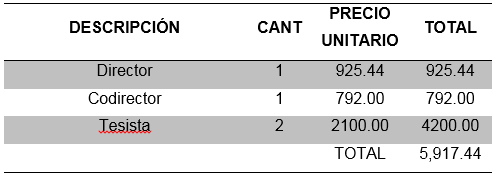 DESCRIPCIÓN CANT PRECIO UNITARIO TOTAL
Director 1 925.44 925.44
Codirector 1 792.00 792.00
Tesista 2 2100.00 4200.00
TOTAL 5,917.44